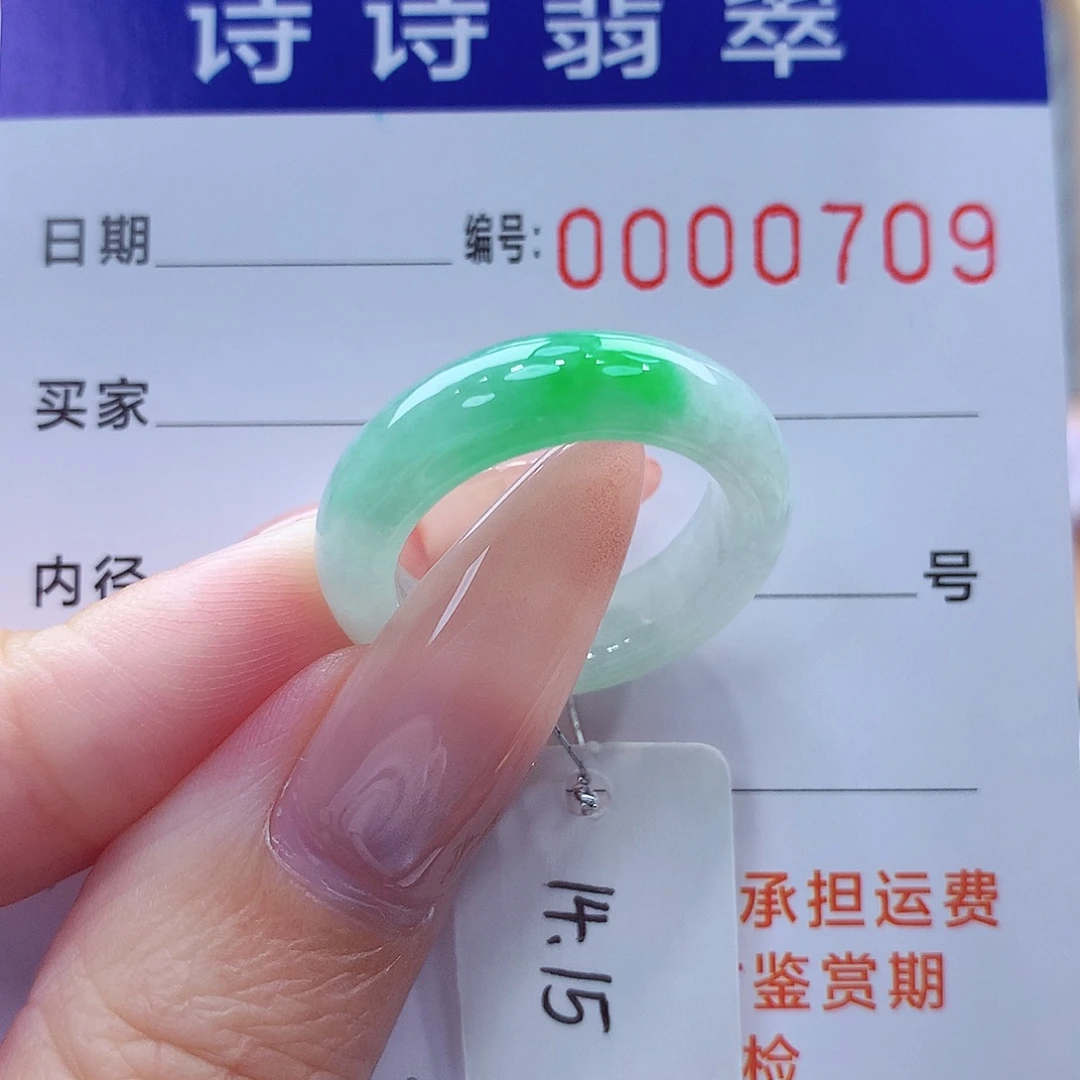 诗诗翡翠
日期 编号: 0000709
买家
内径 号
承担运费
鉴赏期
检
14.15